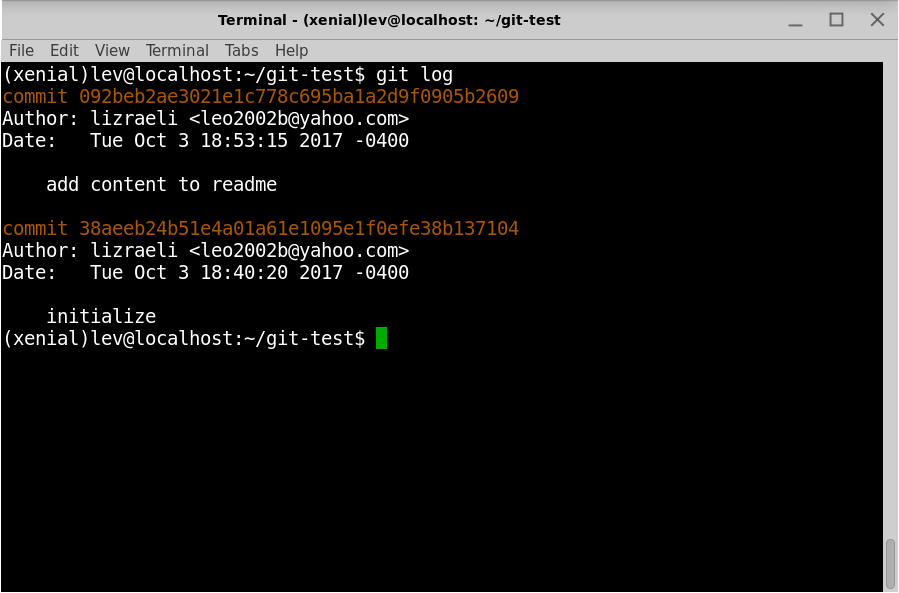 Terminal - (xenial)lev@localhost: ~/git-test
File Edit View Terminal Tabs Help
(xenial)lev@localhost:~/git-test$ git log
commit 092beb2ae3021e1c778c695ba1a2d9f0905b2609
Author: lizraeli <leo2002b@yahoo.com>
Date:   Tue Oct 3 18:53:15 2017 -0400
    add content to readme
commit 38aeeb24b51e4a01a61e1095e1f0efe38b137104
Author: lizraeli <leo2002b@yahoo.com>
Date:   Tue Oct 3 18:40:20 2017 -0400
    initialize
(xenial)lev@localhost:~/git-test$